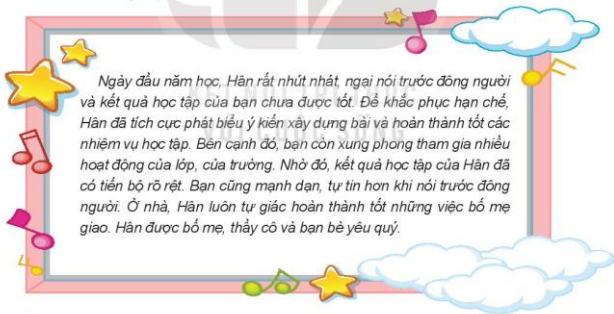 Ngày đầu năm học, Hân rất nhút nhát, ngại nói trước đông người
và kết quả học tập của bạn chưa được tốt. Để khắc phục hạn chế,
Hân đã tích cực phát biểu ý kiến xây dựng bài và hoàn thành tốt các
nhiệm vụ học tập. Bên cạnh đó, bạn còn xung phong tham gia nhiều
hoạt động của lớp, của trường. Nhờ đó, kết quả học tập của Hân đã
có tiến bộ rõ rệt. Bạn cũng mạnh dạn, tự tin hơn khi nói trước đông
người. Ở nhà, Hân luôn tự giác hoàn thành tốt những việc bố mẹ
giao. Hân được bố mẹ, thầy cô và bạn bè yêu quý.